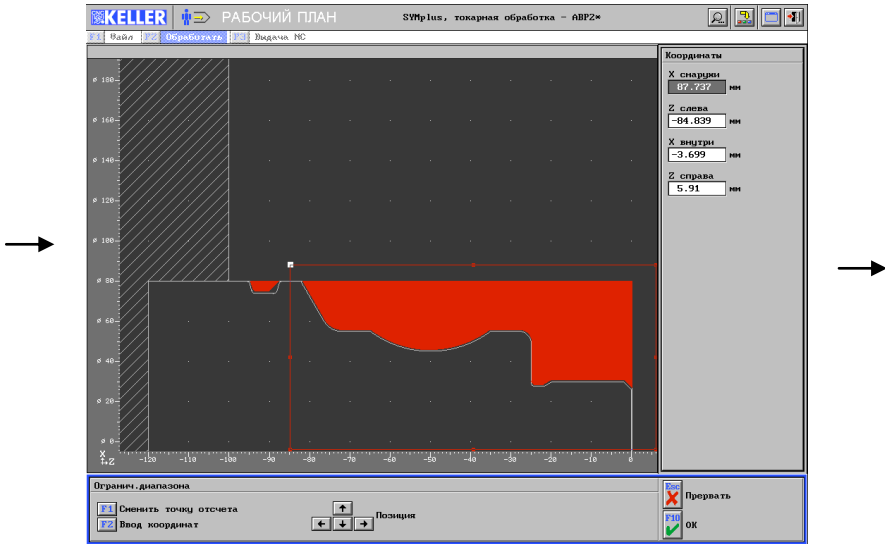 KELLER РАБОЧИЙ ПЛАН SYMplus, токарная обработка - ABP2*
F1 Файл F2 Обработать F3 Выдача NC
Координаты
X снаружи
87.737 мм
Z слева
-84.839 мм
X внутри
-3.699 мм
Z справа
5.91 мм
ø 180
ø 160
ø 140
ø 120
ø 100
ø 80
ø 60
ø 40
ø 20
ø 0
X
Z -120 -110 -100 -90 -80 -70 -60 -50 -40 -30 -20 -10 0
Огранич.диапазона
F1 Сменить точку отсчета
F2 Ввод координат
Позиция
Esc Прервать
F10 OK